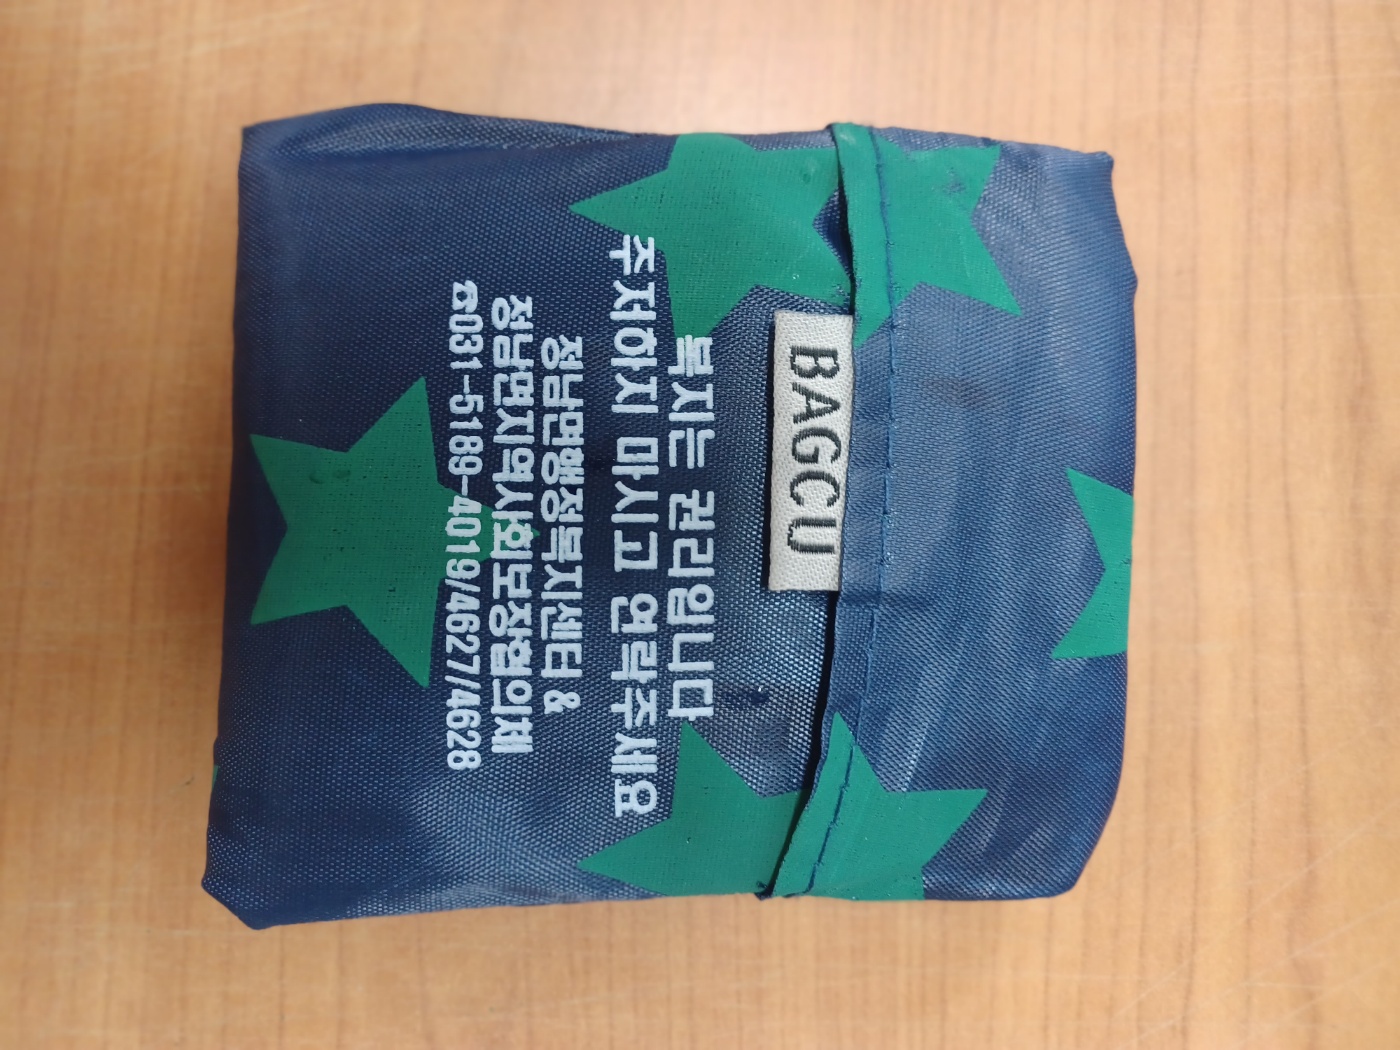 BAGCU
복지는 권리입니다
주저하지 마시고 연락주세요
정남면행정복지센터 &
정남면지역사회보장협의체
☎031-5189-4019/4627/4628